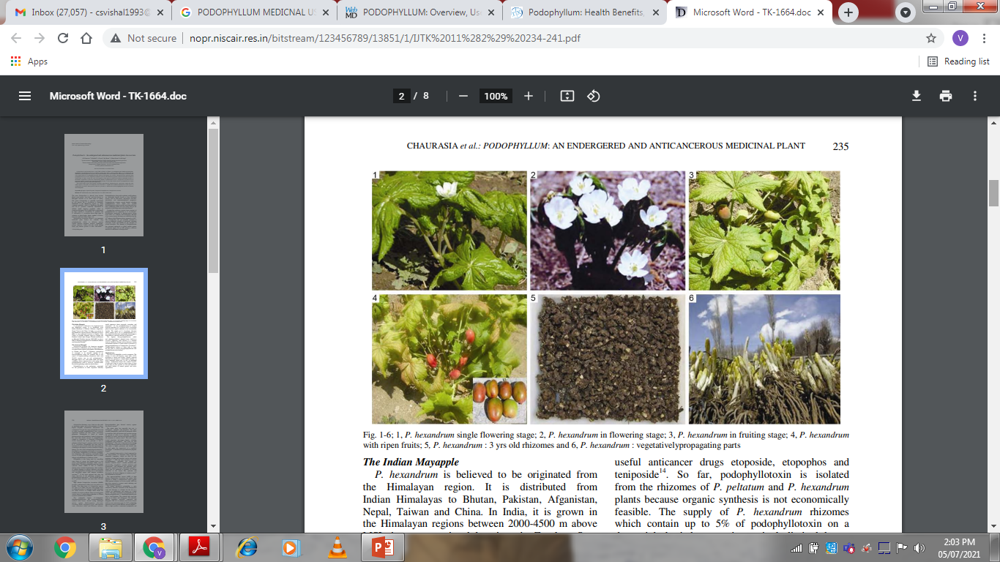 Inbox (27,057) - csvishal1993@
PODOPHYLLUM MEDICNAL U
PODOPHYLLUM: Overview, Us
Podophyllum: Health Benefits,
Microsoft Word - TK-1664.doc
Not secure
nopr.niscair.res.in/bitstream/123456789/13851/1/IJTK%2011%282%29%20234-241.pdf
V
Apps
Reading list
Microsoft Word - TK-1664.doc
2 / 8
100%
1
2
3
CHAURASIA et al.: PODOPHYLLUM: AN ENDERGERED AND ANTICANCEROUS MEDICINAL PLANT
235
1
2
3
4
5
6
Fig. 1-6; 1, P. hexandrum single flowering stage; 2, P. hexandrum in flowering stage; 3, P. hexandrum in fruiting stage; 4, P. hexandrum
with ripen fruits; 5, P. hexandrum : 3 yrs old rhizomes and 6, P. hexandrum : vegetativelypropagating parts
The Indian Mayapple
P. hexandrum is believed to be originated from
the Himalayan region. It is distributed from
Indian Himalayas to Bhutan, Pakistan, Afganistan,
Nepal, Taiwan and China. In India, it is grown in
the Himalayan regions between 2000-4500 m above
useful anticancer drugs etoposide, etopophos and
teniposide14. So far, podophyllotoxin is isolated
from the rhizomes of P. peltatum and P. hexandrum
plants because organic synthesis is not economically
feasible. The supply of P. hexandrum rhizomes
which contain up to 5% of podophyllotoxin on a
2:03 PM
05/07/2021